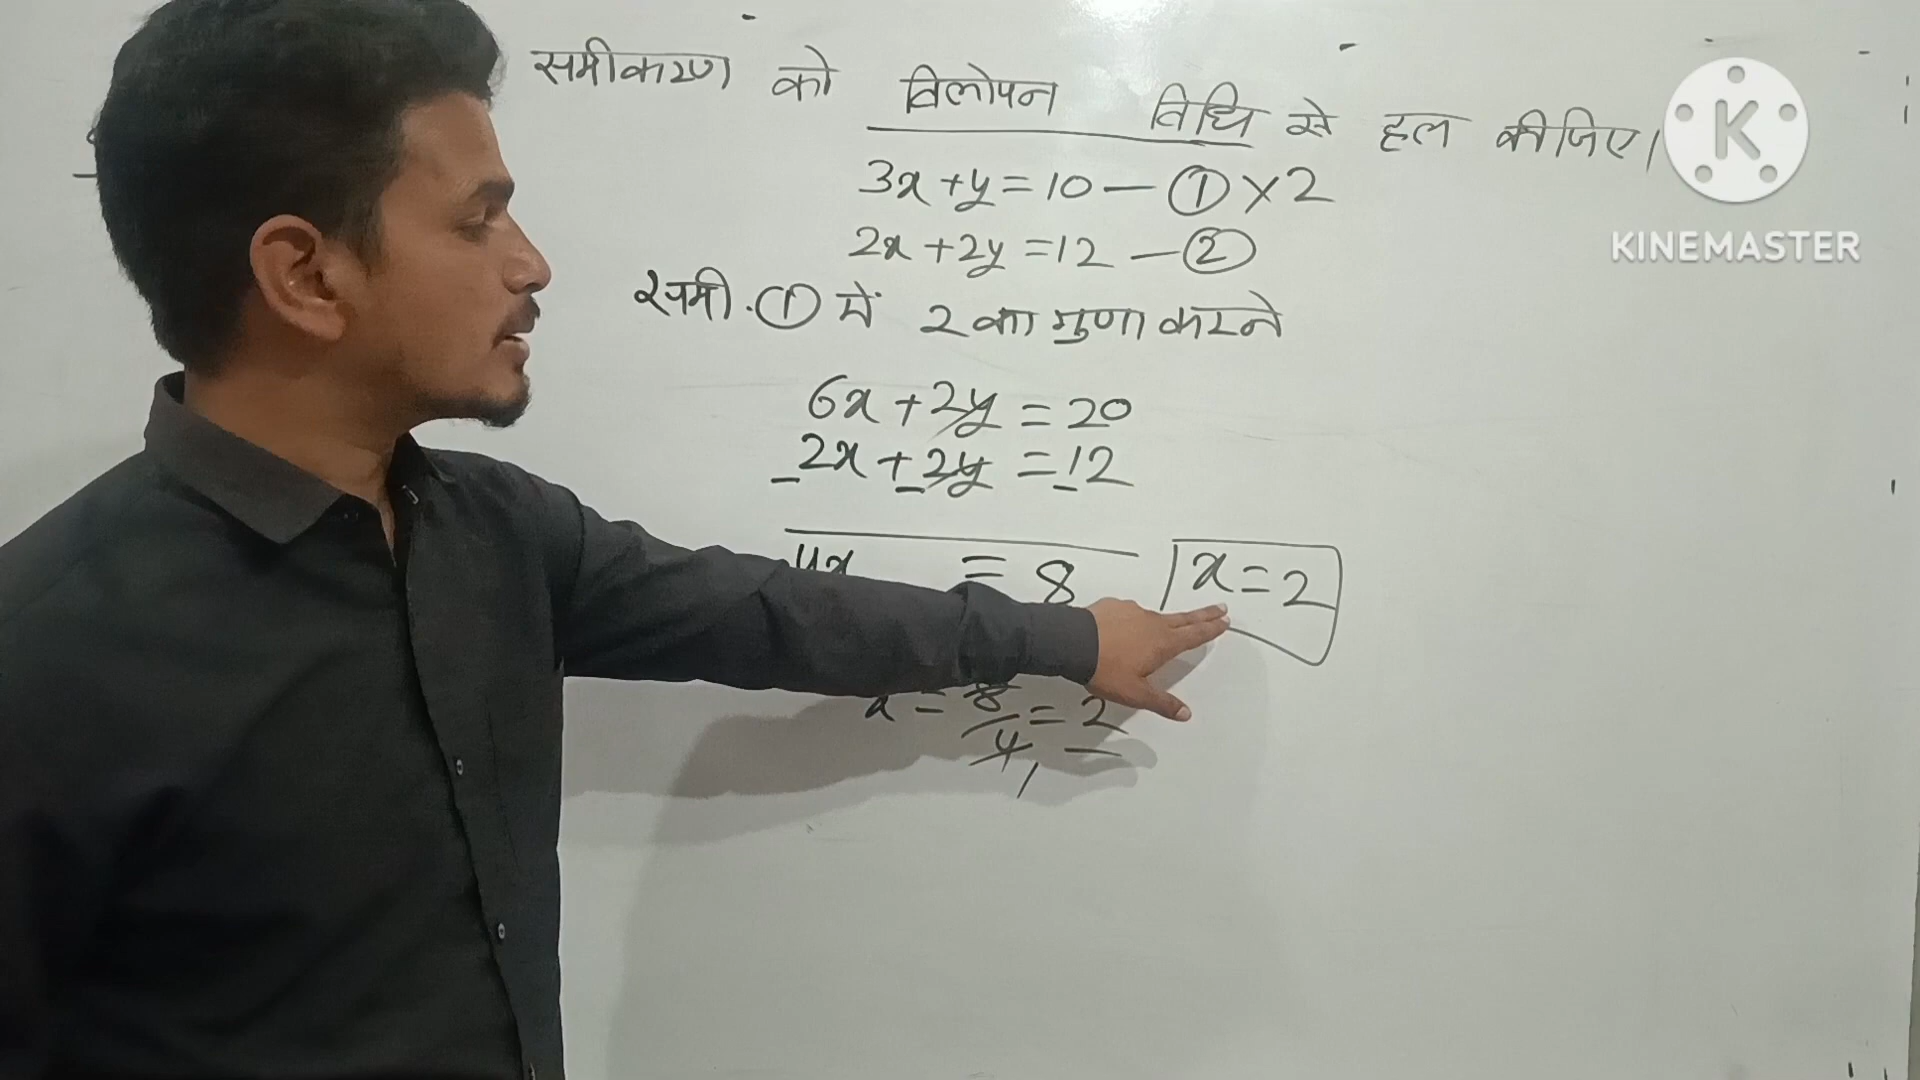 समीकरण को विलोपन विधि से हल कीजिए।
3x + y = 10 — ① × 2
2x + 2y = 12 — ②
समी. ① में 2 का गुणा करने
6x + 2y = 20
2x + 2y = 12
4x = 8
x = 2
x = 8/4 = 2
K
KINEMASTER